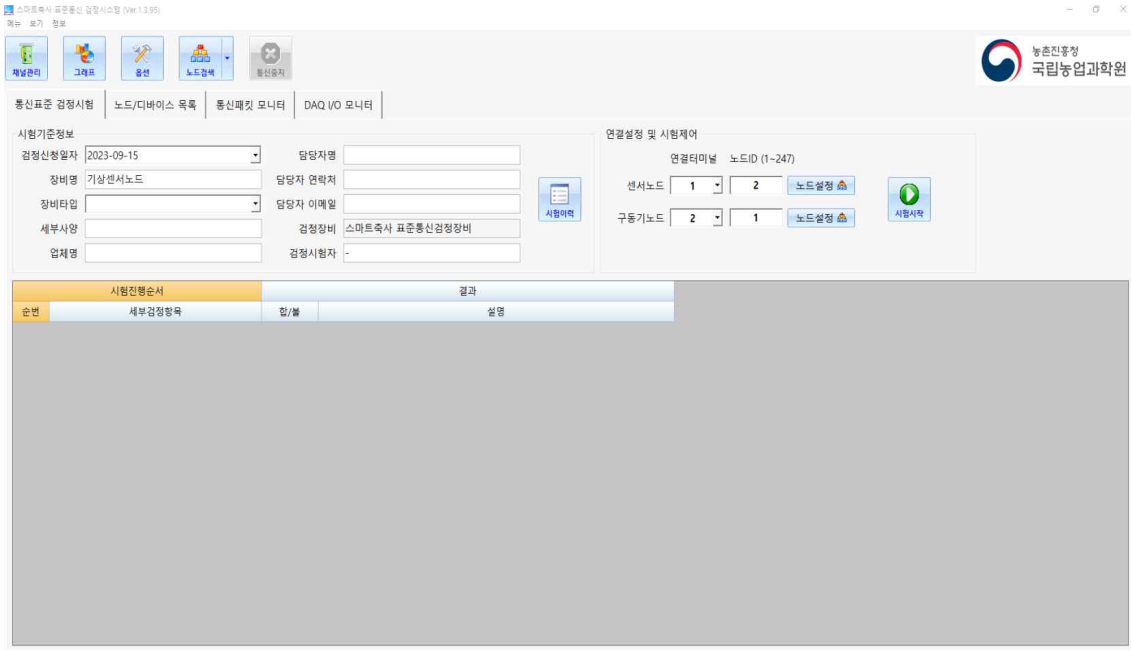 스마트축사 표준통신 검정시스템 (Ver 1.3.95)
메뉴 보기 정보
채널관리 그래프 옵션 노드검색 통신중지
농촌진흥청
국립농업과학원
통신표준 검정시험 노드/디바이스 목록 통신패킷 모니터 DAQ I/O 모니터
시험기준정보 연결설정 및 시험제어
검정신청일자 2023-09-15 담당자명 연결터미널 노드ID (1~247)
장비명 기상센서노드 담당자 연락처 센서노드 1 2 노드설정
장비타입 담당자 이메일 시험이력 시험시작
세부사양 검정장비 스마트축사 표준통신검정장비 구동기노드 2 1 노드설정
업체명 검정시험자 -
시험진행순서 결과
순번 세부검정항목 합/불 설명